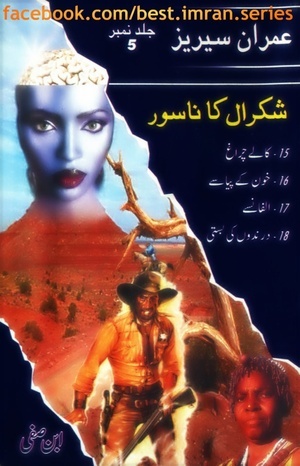 facebook.com/best.imran.series
عمران سیریز
جلد نمبر
5
شکرال کا ناسور
15- کالے چراغ
16- خون کے پیاسے
17- الفانسے
18- درندوں کی بستی
ابن صفی